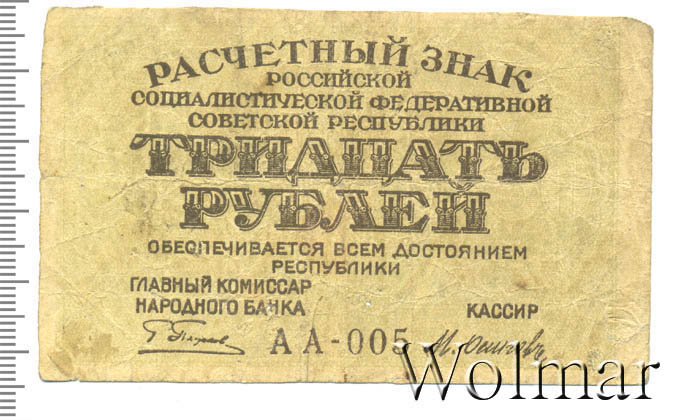 РАСЧЕТНЫЙ ЗНАК
РОССИЙСКОЙ
СОЦИАЛИСТИЧЕСКОЙ ФЕДЕРАТИВНОЙ
СОВЕТСКОЙ РЕСПУБЛИКИ
ТРИДЦАТЬ
РУБЛЕЙ
ОБЕСПЕЧИВАЕТСЯ ВСЕМ ДОСТОЯНИЕМ
РЕСПУБЛИКИ
ГЛАВНЫЙ КОМИССАР
НАРОДНОГО БАНКА
КАССИР
АА-005
Wolmar